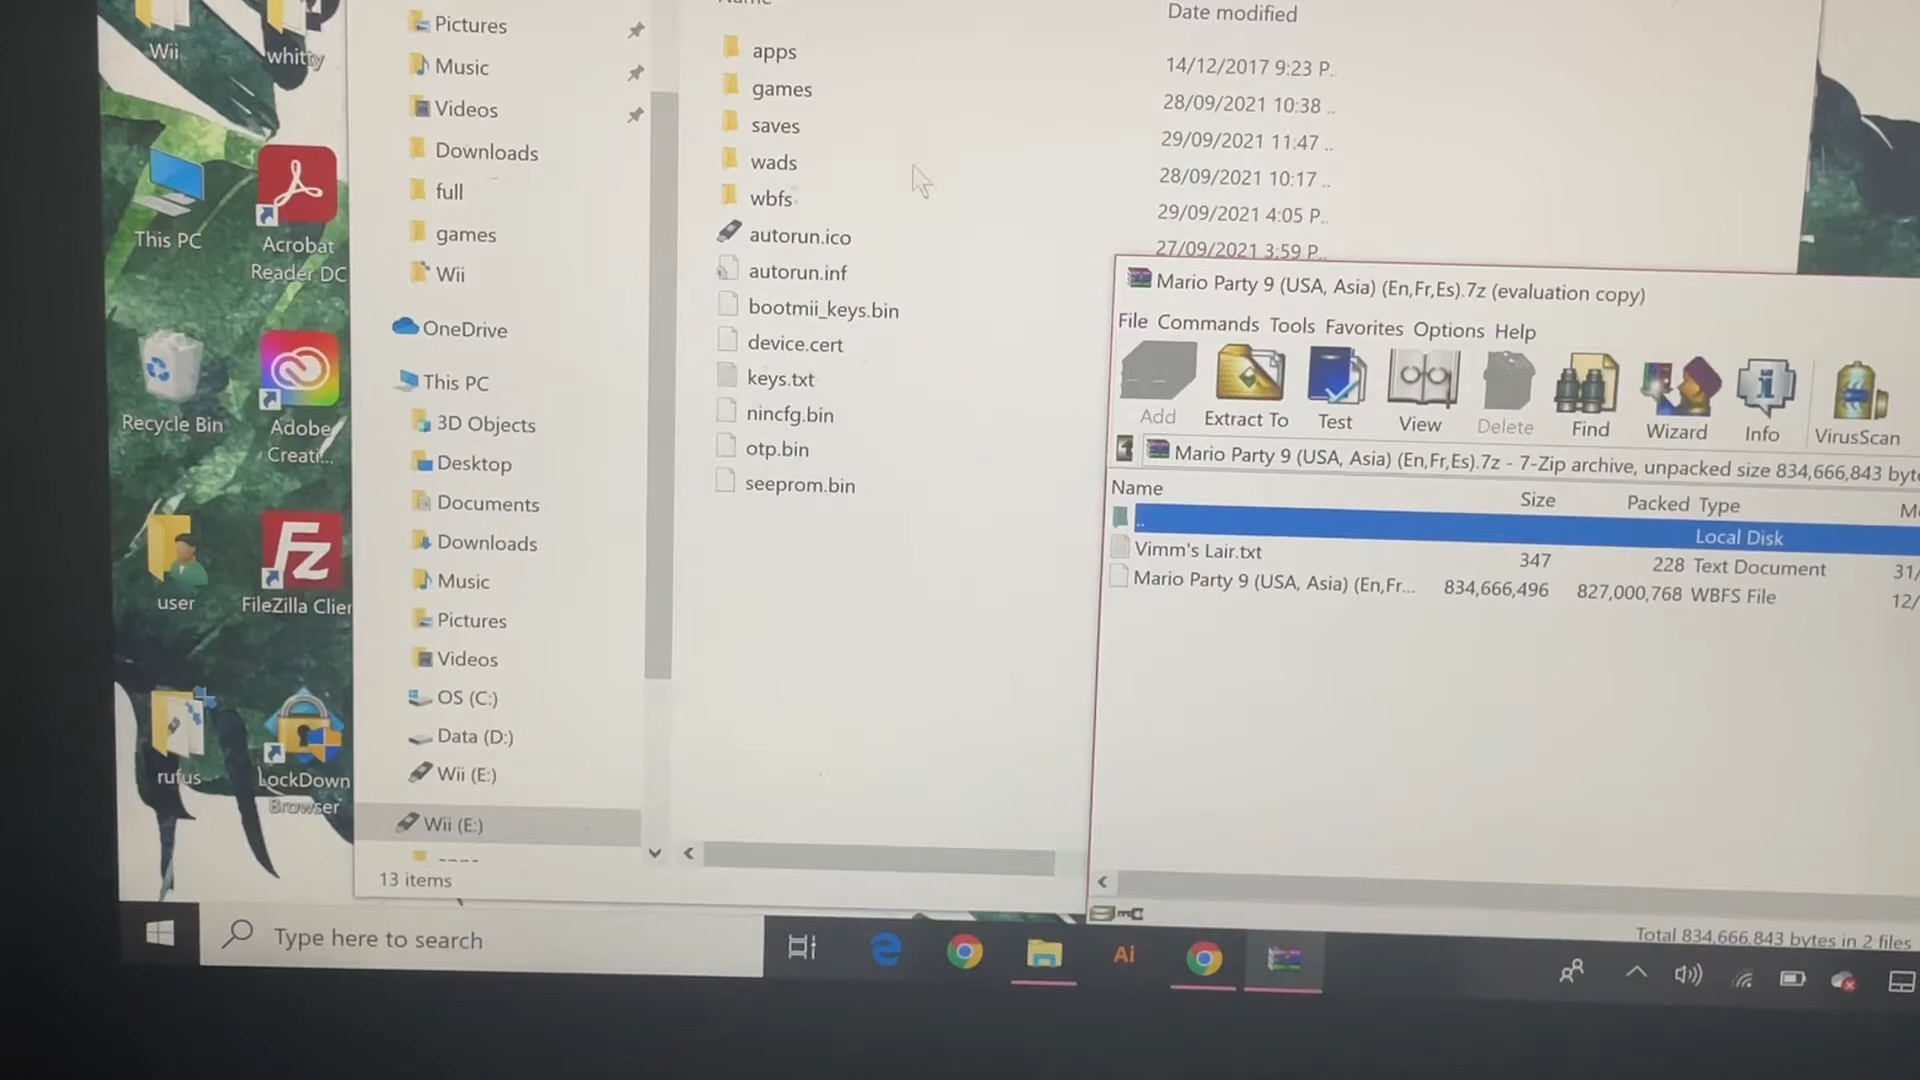 Wii
whitty
This PC
Acrobat
Reader DC
Recycle Bin
Adobe
Creati...
user
FileZilla Clien
rufus
LockDown
Browser
Pictures
Music
Videos
Downloads
full
games
Wii
OneDrive
This PC
3D Objects
Desktop
Documents
Downloads
Music
Pictures
Videos
OS (C:)
Data (D:)
Wii (E:)
Wii (E:)
13 items
Name
Date modified
apps
14/12/2017 9:23 P..
games
28/09/2021 10:38 ..
saves
29/09/2021 11:47 ..
wads
28/09/2021 10:17 ..
wbfs
29/09/2021 4:05 P..
autorun.ico
27/09/2021 3:59 P..
autorun.inf
bootmii_keys.bin
device.cert
keys.txt
nincfg.bin
otp.bin
seeprom.bin
Mario Party 9 (USA, Asia) (En,Fr,Es).7z (evaluation copy)
File Commands Tools Favorites Options Help
Add Extract To Test View Delete Find Wizard Info VirusScan
Mario Party 9 (USA, Asia) (En,Fr,Es).7z - 7-Zip archive, unpacked size 834,666,843 byte
Name Size Packed Type
.. Local Disk
Vimm's Lair.txt 347 228 Text Document 31/
Mario Party 9 (USA, Asia) (En,Fr... 834,666,496 827,000,768 WBFS File 12/
Total 834,666,843 bytes in 2 files
Type here to search
Ai